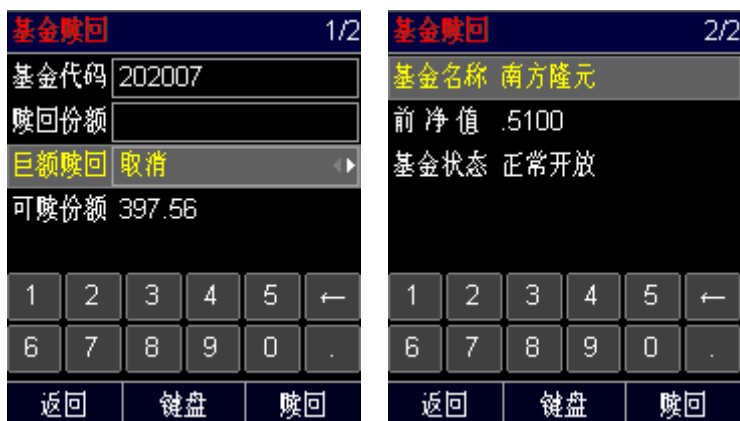 基金赎回 1/2
基金代码 202007
赎回份额
巨额赎回 取消
可赎份额 397.56
1 2 3 4 5 ←
6 7 8 9 0 .
返回 键盘 赎回
基金赎回 2/2
基金名称 南方隆元
前净值 .5100
基金状态 正常开放
1 2 3 4 5 ←
6 7 8 9 0 .
返回 键盘 赎回